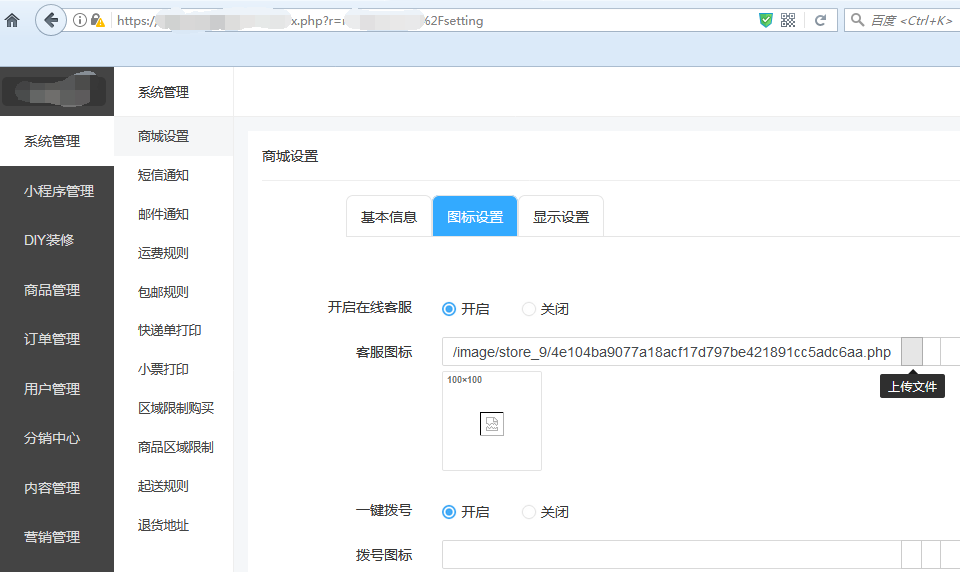 https:// x.php?r= %2Fsetting
百度 <Ctrl+K>
系统管理
小程序管理
DIY装修
商品管理
订单管理
用户管理
分销中心
内容管理
营销管理
系统管理
商城设置
短信通知
邮件通知
运费规则
包邮规则
快递单打印
小票打印
区域限制购买
商品区域限制
起送规则
退货地址
商城设置
基本信息 图标设置 显示设置
开启在线客服 开启 关闭
客服图标 /image/store_9/4e104ba9077a18acf17d797be421891cc5adc6aa.php
上传文件
100×100
一键拨号 开启 关闭
拨号图标